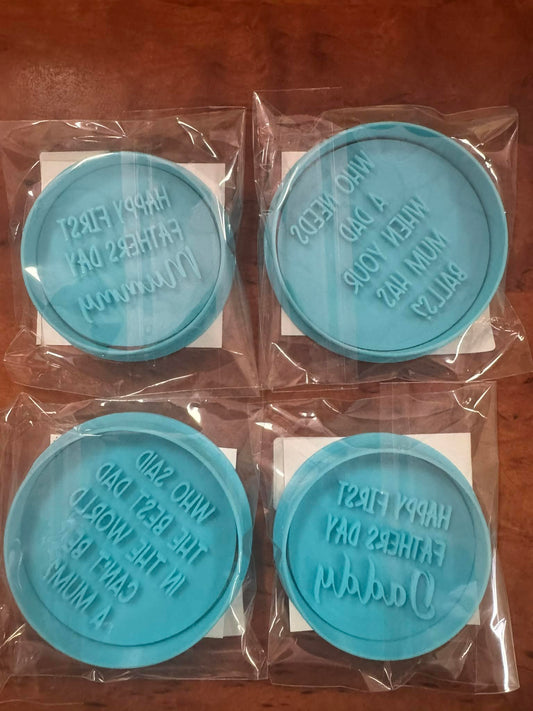 HAPPY FIRST
FATHERS DAY
Mummy
WHO NEEDS
A DAD
WHEN YOUR
MUM HAS
BALLS?
WHO SAID
THE BEST DAD
IN THE WORLD
CAN'T BE
A MUM?
HAPPY FIRST
FATHERS DAY
Daddy